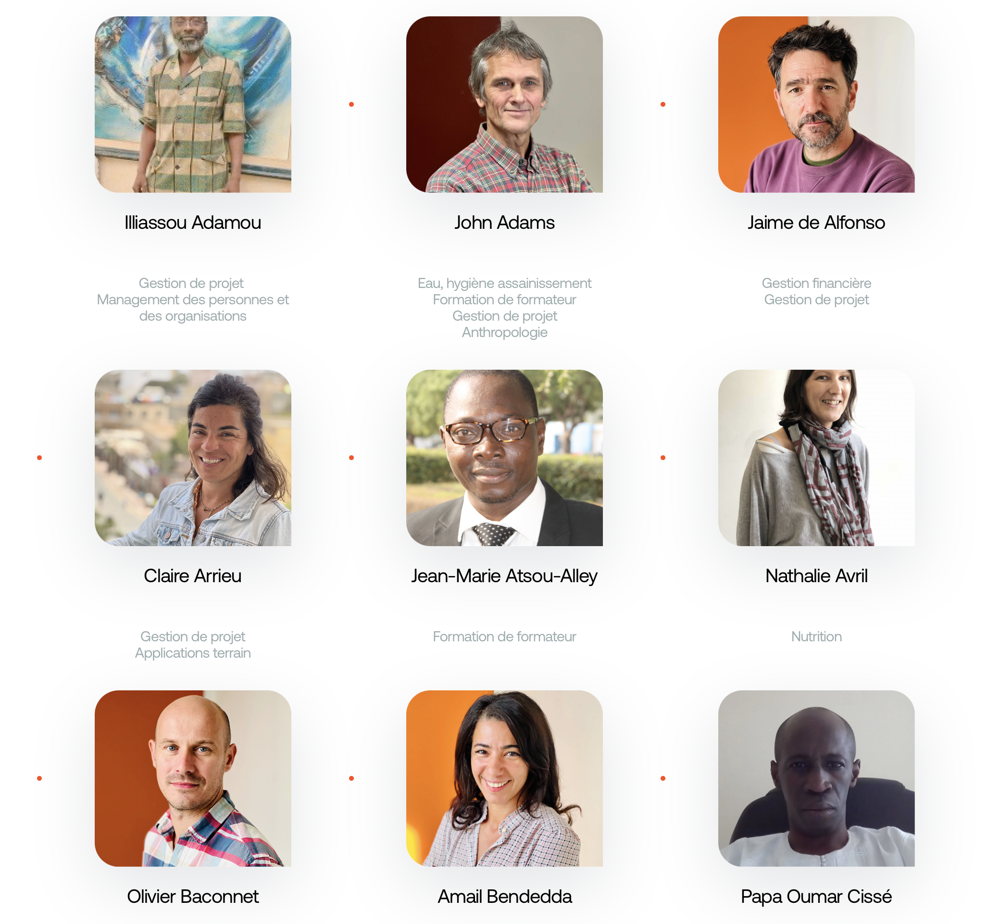 Illiassou Adamou
John Adams
Jaime de Alfonso
Gestion de projet
Management des personnes et
des organisations
Eau, hygiène assainissement
Formation de formateur
Gestion de projet
Anthropologie
Gestion financière
Gestion de projet
Claire Arrieu
Jean-Marie Atsou-Alley
Nathalie Avril
Gestion de projet
Applications terrain
Formation de formateur
Nutrition
Olivier Baconnet
Amail Bendedda
Papa Oumar Cissé